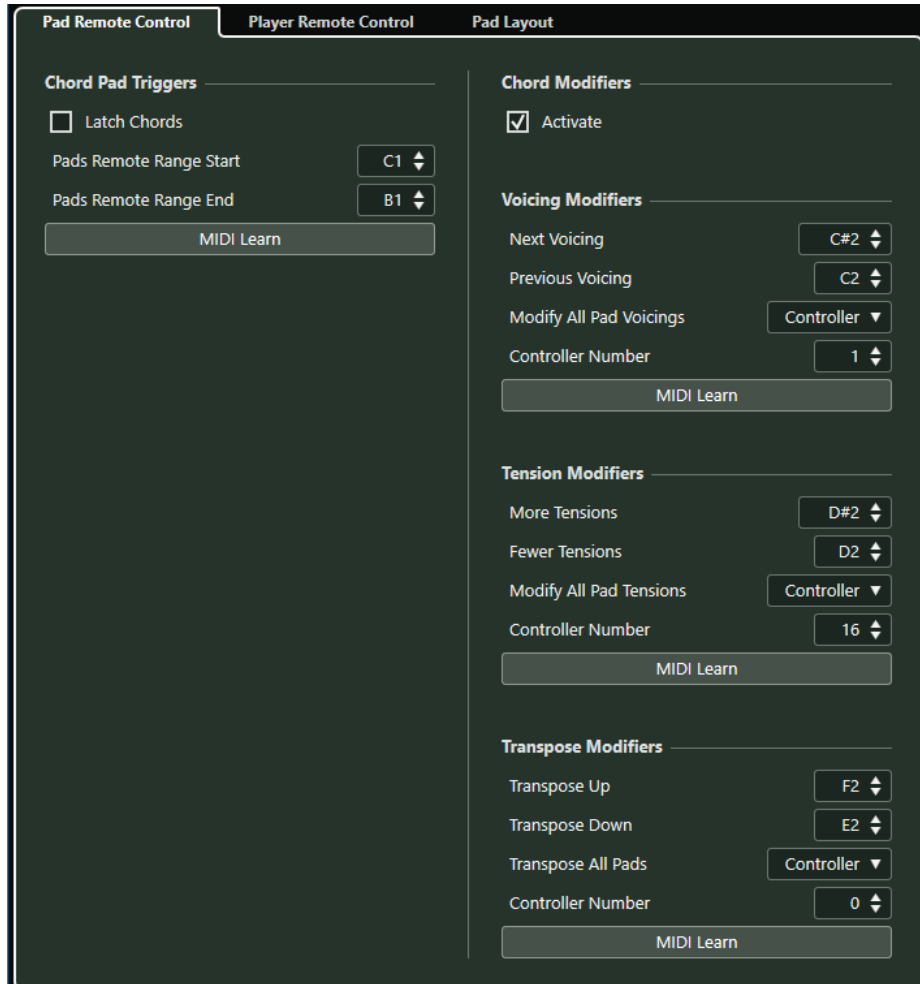 Pad Remote Control Player Remote Control Pad Layout
Chord Pad Triggers
Latch Chords
Pads Remote Range Start C1
Pads Remote Range End B1
MIDI Learn
Chord Modifiers
Activate
Voicing Modifiers
Next Voicing C#2
Previous Voicing C2
Modify All Pad Voicings Controller
Controller Number 1
MIDI Learn
Tension Modifiers
More Tensions D#2
Fewer Tensions D2
Modify All Pad Tensions Controller
Controller Number 16
MIDI Learn
Transpose Modifiers
Transpose Up F2
Transpose Down E2
Transpose All Pads Controller
Controller Number 0
MIDI Learn